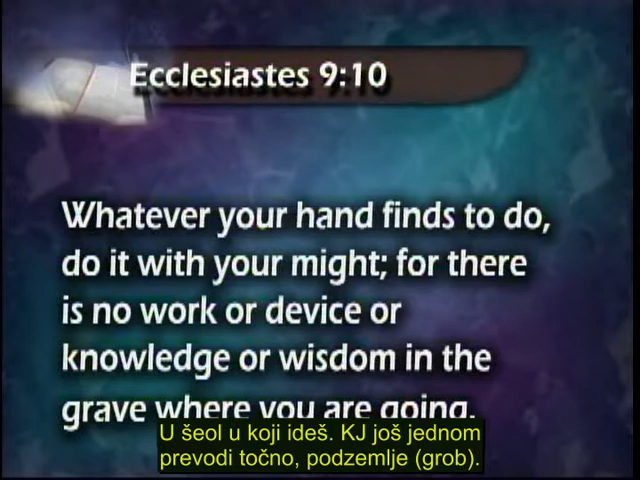 Ecclesiastes 9:10
Whatever your hand finds to do,
do it with your might; for there
is no work or device or
knowledge or wisdom in the
grave where you are going.
U šeol u koji ideš. KJ još jednom
prevodi točno, podzemlje (grob).